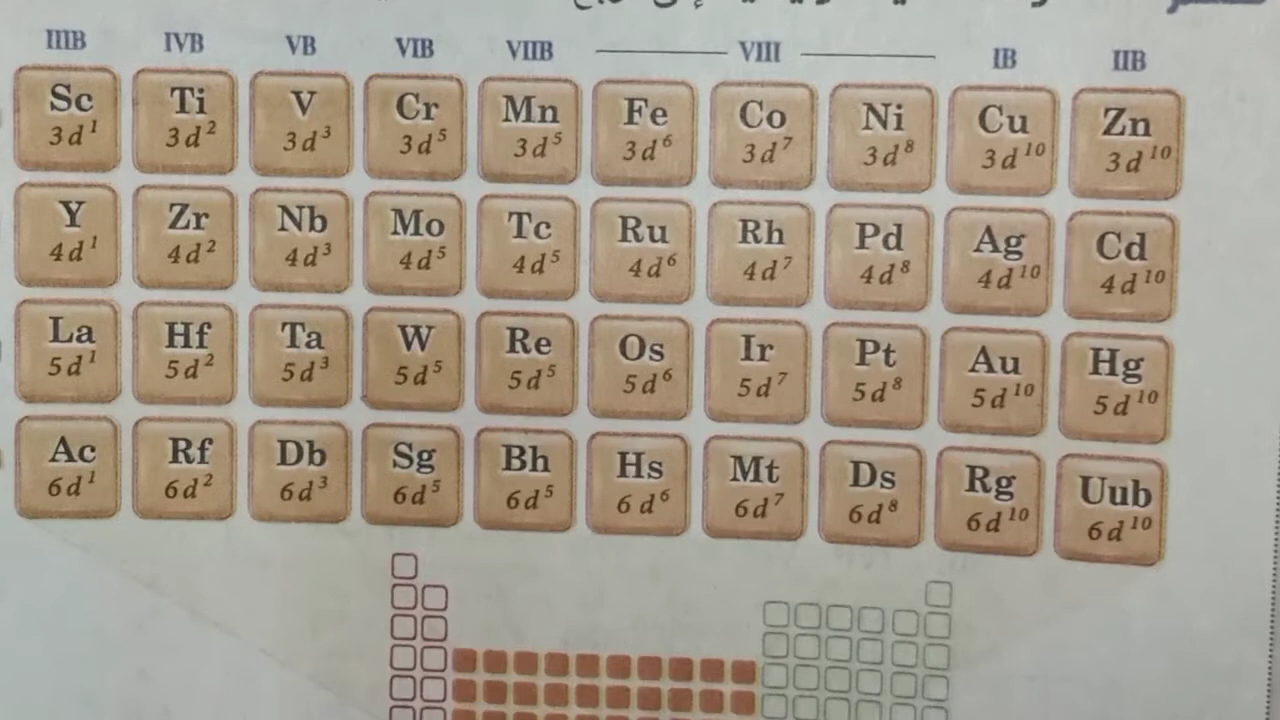 إلى
IIIB IVB VB VIB VIIB VIII IB IIB
Sc Ti V Cr Mn Fe Co Ni Cu Zn
3d¹ 3d² 3d³ 3d⁵ 3d⁵ 3d⁶ 3d⁷ 3d⁸ 3d¹⁰ 3d¹⁰
Y Zr Nb Mo Tc Ru Rh Pd Ag Cd
4d¹ 4d² 4d³ 4d⁵ 4d⁵ 4d⁶ 4d⁷ 4d⁸ 4d¹⁰ 4d¹⁰
La Hf Ta W Re Os Ir Pt Au Hg
5d¹ 5d² 5d³ 5d⁵ 5d⁵ 5d⁶ 5d⁷ 5d⁸ 5d¹⁰ 5d¹⁰
Ac Rf Db Sg Bh Hs Mt Ds Rg Uub
6d¹ 6d² 6d³ 6d⁵ 6d⁵ 6d⁶ 6d⁷ 6d⁸ 6d¹⁰ 6d¹⁰